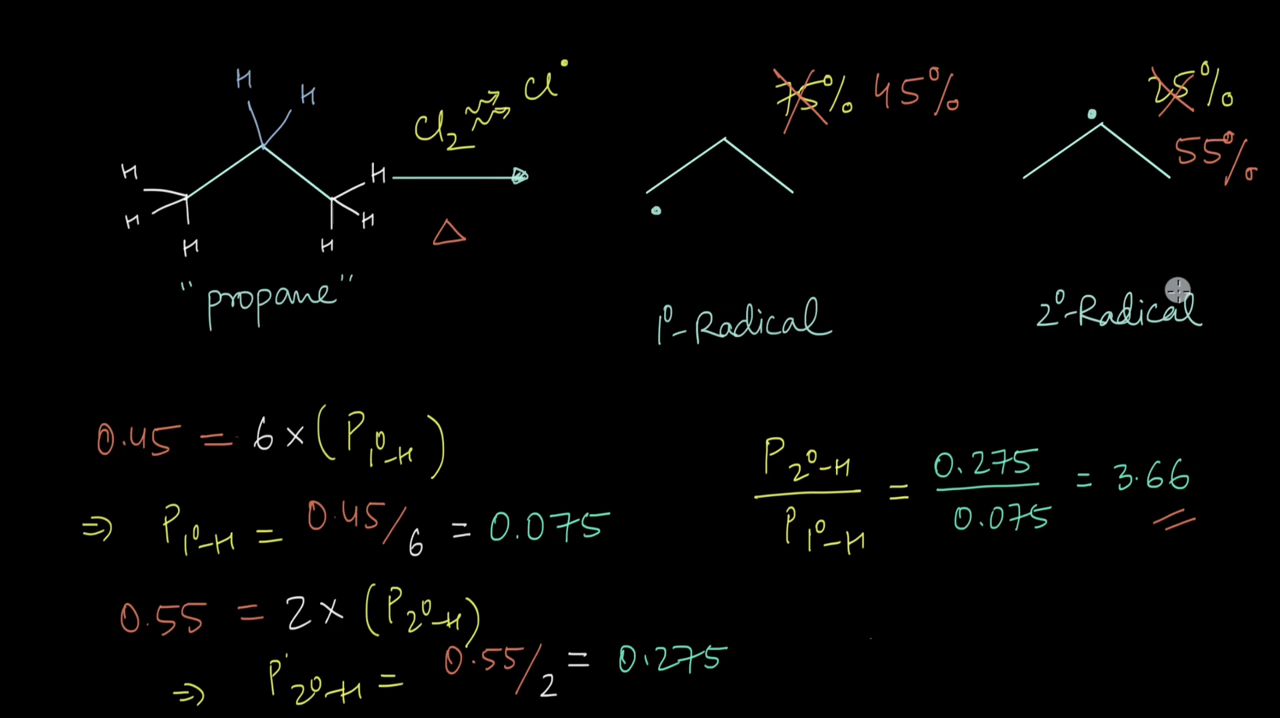 H H
H H H H H H
"propane"
Cl₂ Cl•
Δ
75% 45%
1°-Radical
25%
55%
2°-Radical
0.45 = 6 × (P₁°₋H)
⇒ P₁°₋H = 0.45/6 = 0.075
0.55 = 2 × (P₂°₋H)
⇒ P₂°₋H = 0.55/2 = 0.275
P₂°₋H / P₁°₋H = 0.275 / 0.075 = 3.66